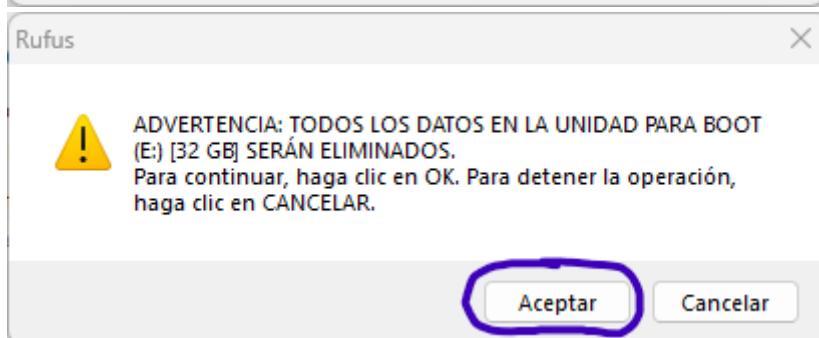 Rufus
ADVERTENCIA: TODOS LOS DATOS EN LA UNIDAD PARA BOOT
(E:) [32 GB] SERÁN ELIMINADOS.
Para continuar, haga clic en OK. Para detener la operación,
haga clic en CANCELAR.
Aceptar
Cancelar